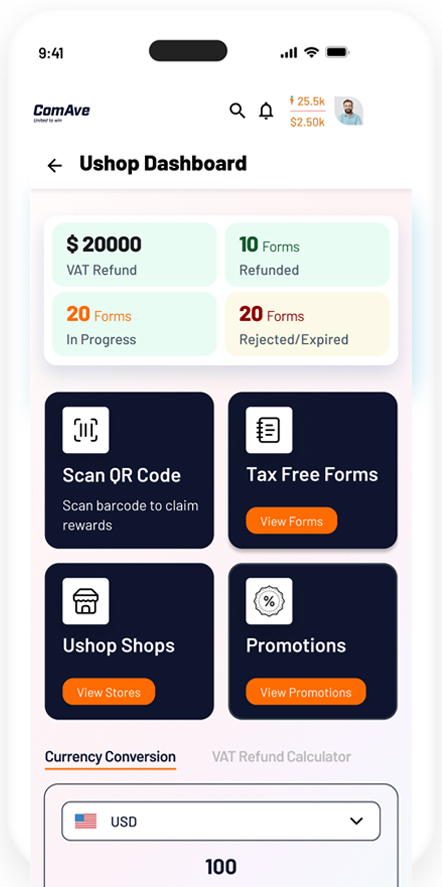 9:41
ComAve
United to win
25.5k
$2.50k
Ushop Dashboard
$ 20000
VAT Refund
10 Forms
Refunded
20 Forms
In Progress
20 Forms
Rejected/Expired
Scan QR Code
Scan barcode to claim
rewards
Tax Free Forms
View Forms
Ushop Shops
View Stores
Promotions
View Promotions
Currency Conversion
VAT Refund Calculator
USD
100